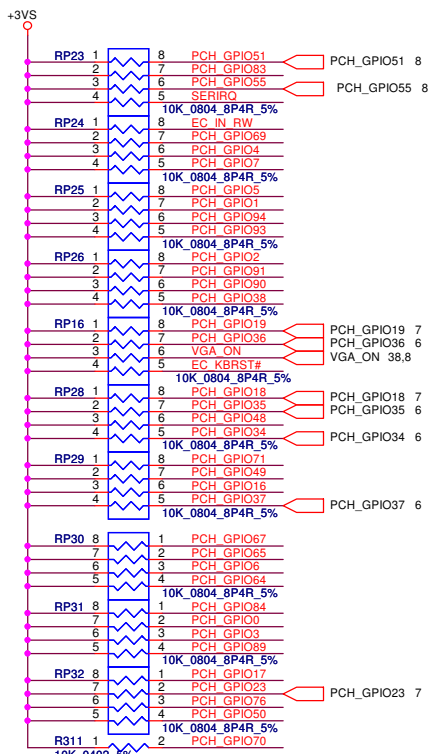 +3VS
RP23 1 8 PCH_GPIO51 PCH_GPIO51 8
2 7 PCH_GPIO83
3 6 PCH_GPIO55 PCH_GPIO55 8
4 5 SERIRQ
10K_0804_8P4R_5%
RP24 1 8 EC_IN_RW
2 7 PCH_GPIO69
3 6 PCH_GPIO4
4 5 PCH_GPIO7
10K_0804_8P4R_5%
RP25 1 8 PCH_GPIO5
2 7 PCH_GPIO1
3 6 PCH_GPIO94
4 5 PCH_GPIO93
10K_0804_8P4R_5%
RP26 1 8 PCH_GPIO2
2 7 PCH_GPIO91
3 6 PCH_GPIO90
4 5 PCH_GPIO38
10K_0804_8P4R_5%
RP16 1 8 PCH_GPIO19 PCH_GPIO19 7
2 7 PCH_GPIO36 PCH_GPIO36 6
3 6 VGA_ON VGA_ON 38,8
4 5 EC_KBRST#
10K_0804_8P4R_5%
RP28 1 8 PCH_GPIO18 PCH_GPIO18 7
2 7 PCH_GPIO35 PCH_GPIO35 6
3 6 PCH_GPIO48
4 5 PCH_GPIO34 PCH_GPIO34 6
10K_0804_8P4R_5%
RP29 1 8 PCH_GPIO71
2 7 PCH_GPIO49
3 6 PCH_GPIO16
4 5 PCH_GPIO37 PCH_GPIO37 6
10K_0804_8P4R_5%
RP30 8 1 PCH_GPIO67
7 2 PCH_GPIO65
6 3 PCH_GPIO6
5 4 PCH_GPIO64
10K_0804_8P4R_5%
RP31 8 1 PCH_GPIO84
7 2 PCH_GPIO0
6 3 PCH_GPIO3
5 4 PCH_GPIO89
10K_0804_8P4R_5%
RP32 8 1 PCH_GPIO17
7 2 PCH_GPIO23 PCH_GPIO23 7
6 3 PCH_GPIO76
5 4 PCH_GPIO50
10K_0804_8P4R_5%
R311 1 2 PCH_GPIO70
10K_0402_5%